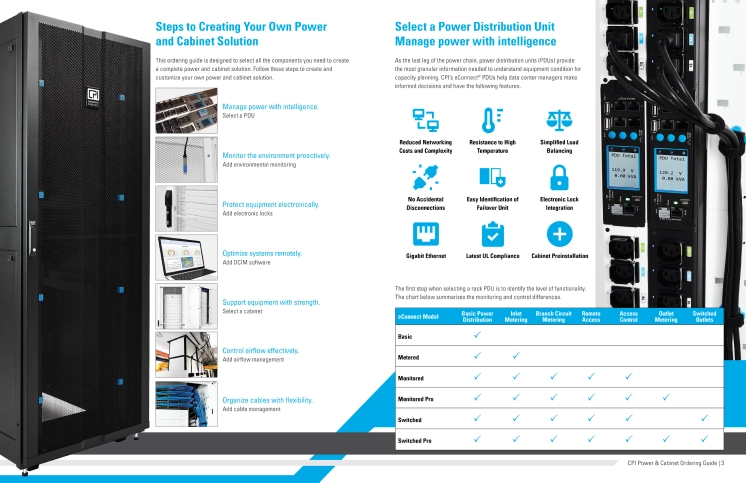 CPI
Steps to Creating Your Own Power
and Cabinet Solution
This ordering guide is designed to select all the components you need to create
a complete power and cabinet solution. Follow these steps to create and
customize your own power and cabinet solution.
Manage power with intelligence.
Select a PDU
Monitor the environment proactively.
Add environmental monitoring
Protect equipment electronically.
Add electronic locks
Optimize systems remotely.
Add DCIM software
Support equipment with strength.
Select a cabinet
Control airflow effectively.
Add airflow management
Organize cables with flexibility.
Add cable management
Select a Power Distribution Unit
Manage power with intelligence
As the last leg of the power chain, power distribution units (PDUs) provide
the most granular information needed to understand equipment condition for
capacity planning. CPI's eConnect® PDUs help data center managers make
informed decisions and have the following features.
Reduced Networking
Costs and Complexity
Resistance to High
Temperature
Simplified Load
Balancing
No Accidental
Disconnections
Easy Identification of
Failover Unit
Electronic Lock
Integration
Gigabit Ethernet
Latest UL Compliance
Cabinet Preinstallation
PDU Total
119.9 V
0.00 kVA
PDU Total
120.2 V
0.00 kVA
The first step when selecting a rack PDU is to identify the level of functionality.
The chart below summarizes the monitoring and control differences.
eConnect Model
Basic Power
Distribution
Inlet
Metering
Branch Circuit
Metering
Remote
Access
Access
Control
Outlet
Metering
Switched
Outlets
Basic ✓
Metered ✓ ✓
Monitored ✓ ✓ ✓ ✓ ✓
Monitored Pro ✓ ✓ ✓ ✓ ✓ ✓
Switched ✓ ✓ ✓ ✓ ✓ ✓
Switched Pro ✓ ✓ ✓ ✓ ✓ ✓ ✓
CPI Power & Cabinet Ordering Guide | 3